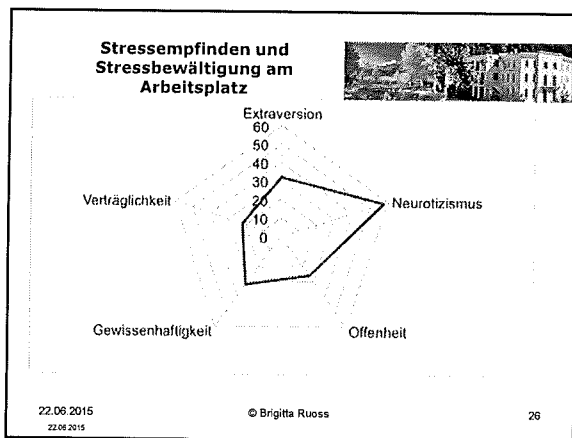 Stressempfinden und
Stressbewältigung am
Arbeitsplatz
Extraversion
60
50
40
30
20
10
0
Neurotizismus
Offenheit
Gewissenhaftigkeit
Verträglichkeit
22.06.2015
22.06.2015
© Brigitta Ruoss
26